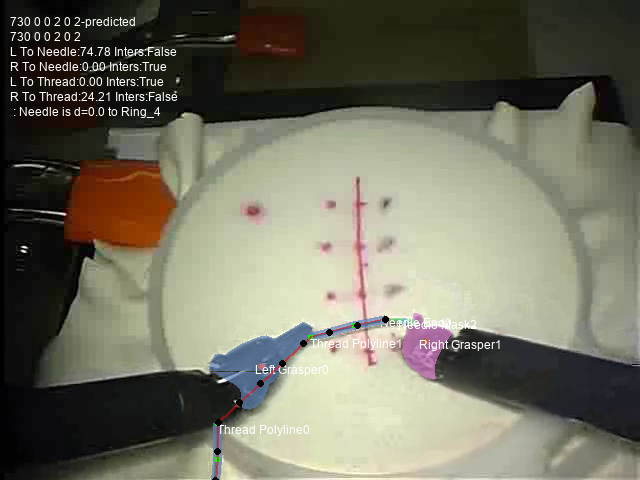 730 0 0 2 0 2-predicted
730 0 0 2 0 2
L To Needle:74.78 Inters:False
R To Needle:0.00 Inters:True
L To Thread:0.00 Inters:True
R To Thread:24.21 Inters:False
: Needle is d=0.0 to Ring_4
Thread Polyline1
Right Grasper1
Left Grasper0
Thread Polyline0